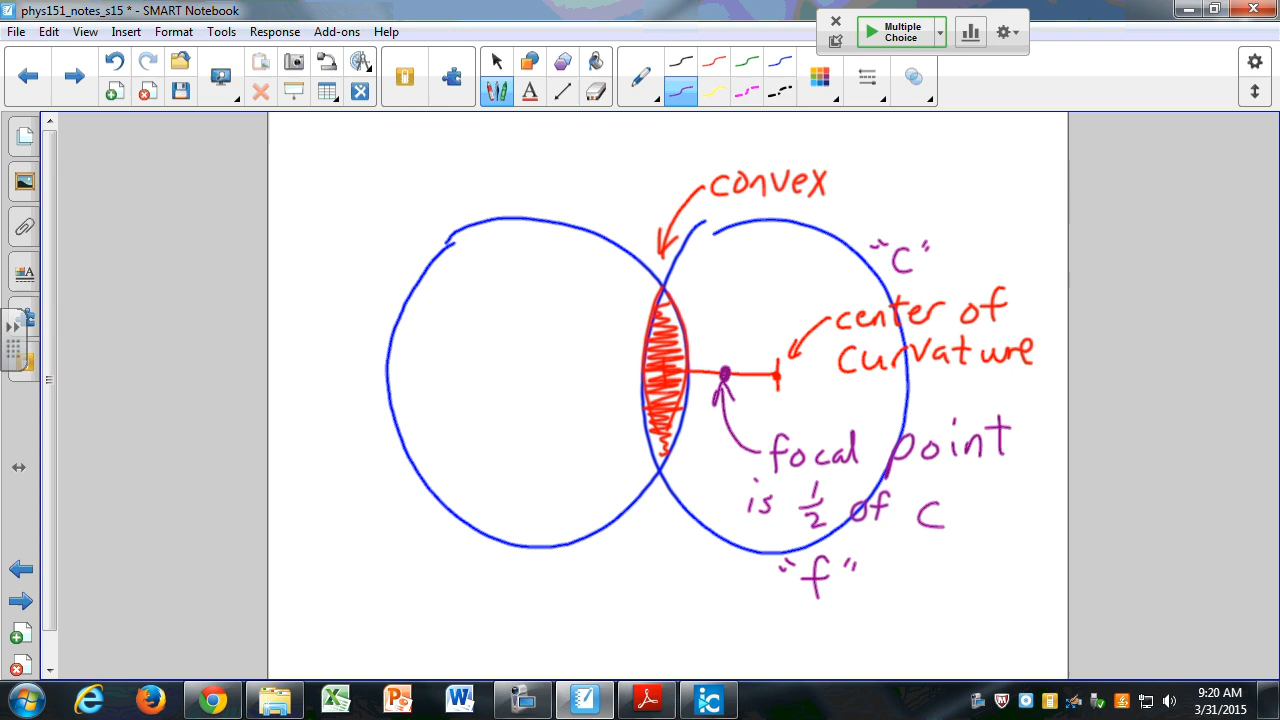 phys151_notes_s15 * - SMART Notebook
File Edit View Insert Format Tools Response Add-ons Help
Multiple
Choice
convex
"C"
center of
curvature
focal point
is 1/2 of C
"f"
9:20 AM
3/31/2015